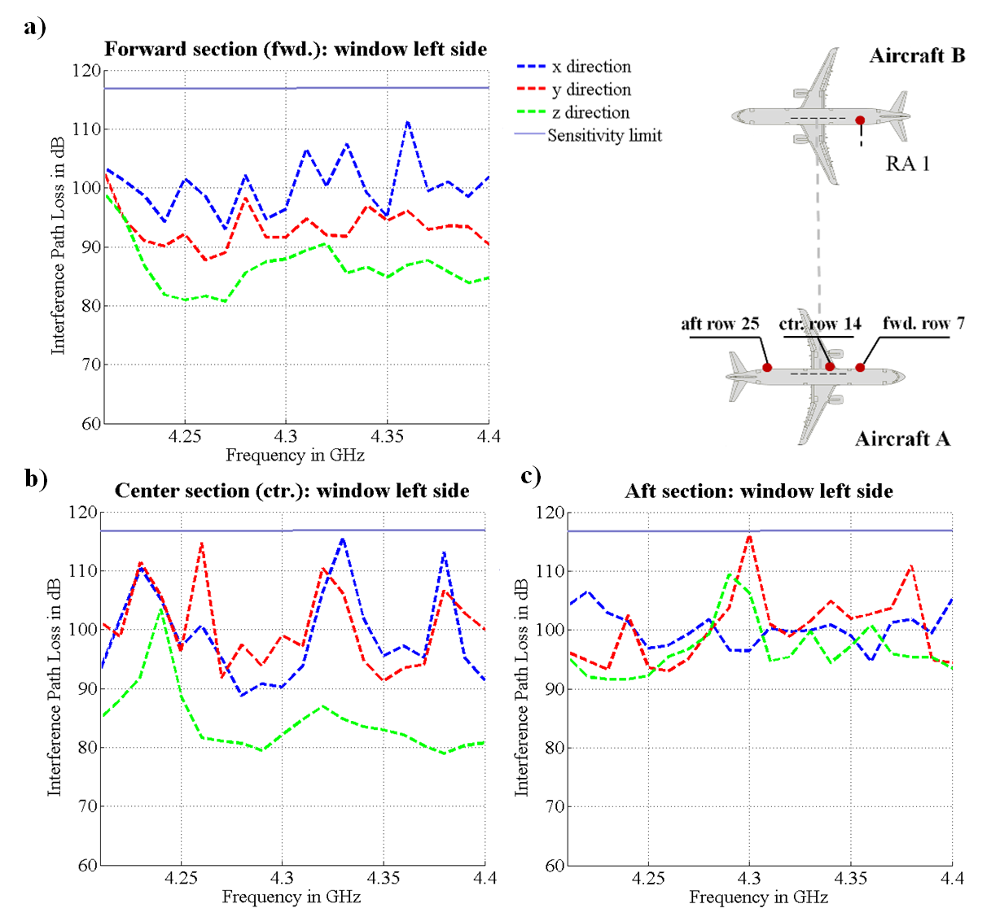 a)
Forward section (fwd.): window left side
120
110
100
90
80
70
60
Interference Path Loss in dB
4.25
4.3
4.35
4.4
Frequency in GHz
x direction
y direction
z direction
Sensitivity limit
Aircraft B
RA 1
aft row 25
ctr. row 14
fwd. row 7
Aircraft A
b)
Center section (ctr.): window left side
120
110
100
90
80
70
60
Interference Path Loss in dB
4.25
4.3
4.35
4.4
Frequency in GHz
c)
Aft section: window left side
120
110
100
90
80
70
60
Interference Path Loss in dB
4.25
4.3
4.35
4.4
Frequency in GHz